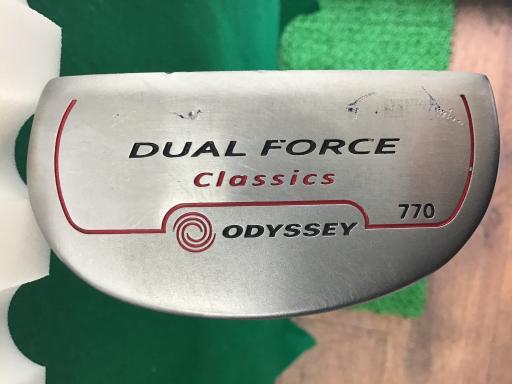 DUAL FORCE
Classics
770
ODYSSEY